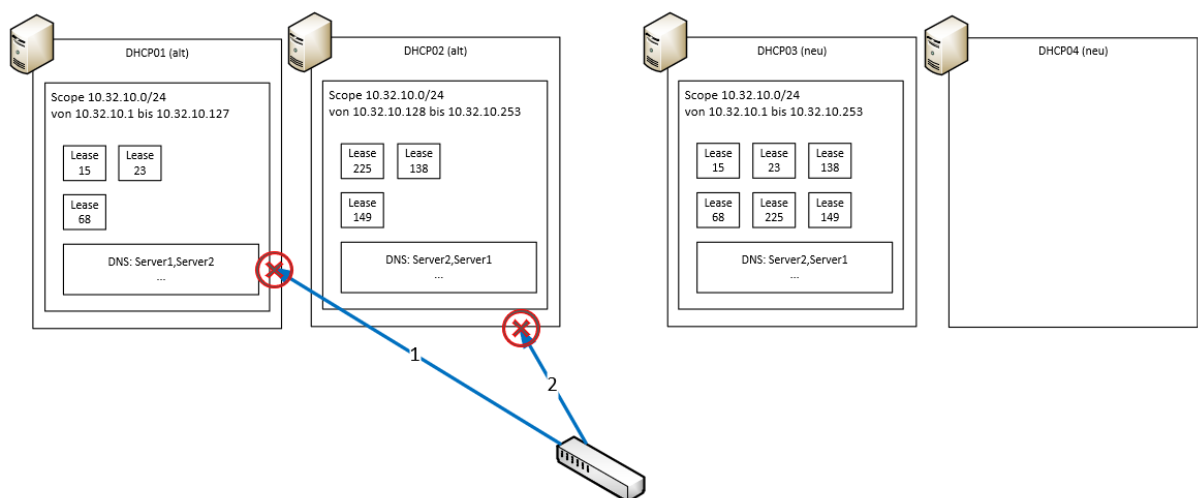 DHCP01 (alt)
Scope 10.32.10.0/24
von 10.32.10.1 bis 10.32.10.127
Lease
15
Lease
23
Lease
68
DNS: Server1,Server2
...
DHCP02 (alt)
Scope 10.32.10.0/24
von 10.32.10.128 bis 10.32.10.253
Lease
225
Lease
138
Lease
149
DNS: Server2,Server1
...
DHCP03 (neu)
Scope 10.32.10.0/24
von 10.32.10.1 bis 10.32.10.253
Lease
15
Lease
23
Lease
138
Lease
68
Lease
225
Lease
149
DNS: Server2,Server1
...
DHCP04 (neu)
1
2